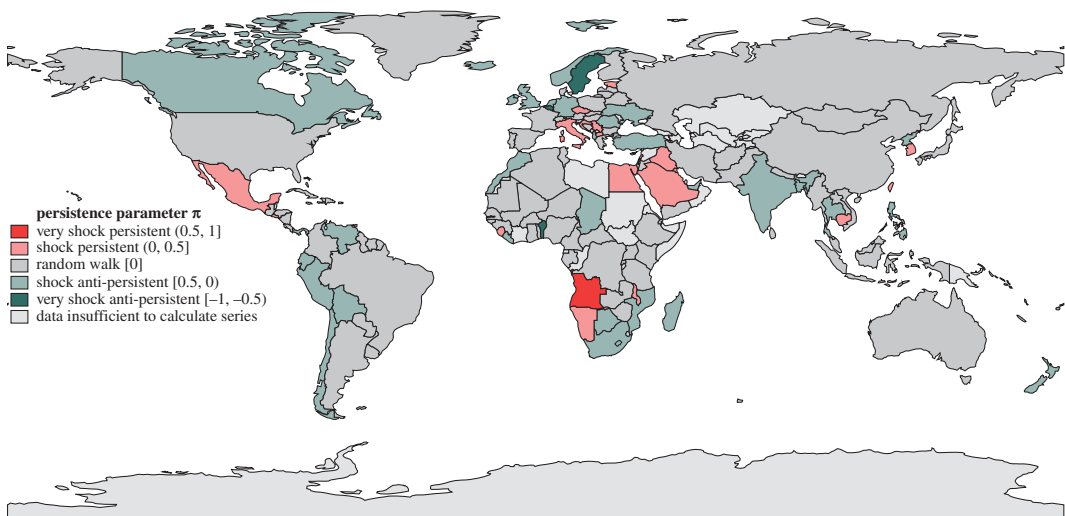 persistence parameter π
very shock persistent (0.5, 1]
shock persistent (0, 0.5]
random walk [0]
shock anti-persistent [0.5, 0)
very shock anti-persistent [–1, –0.5)
data insufficient to calculate series